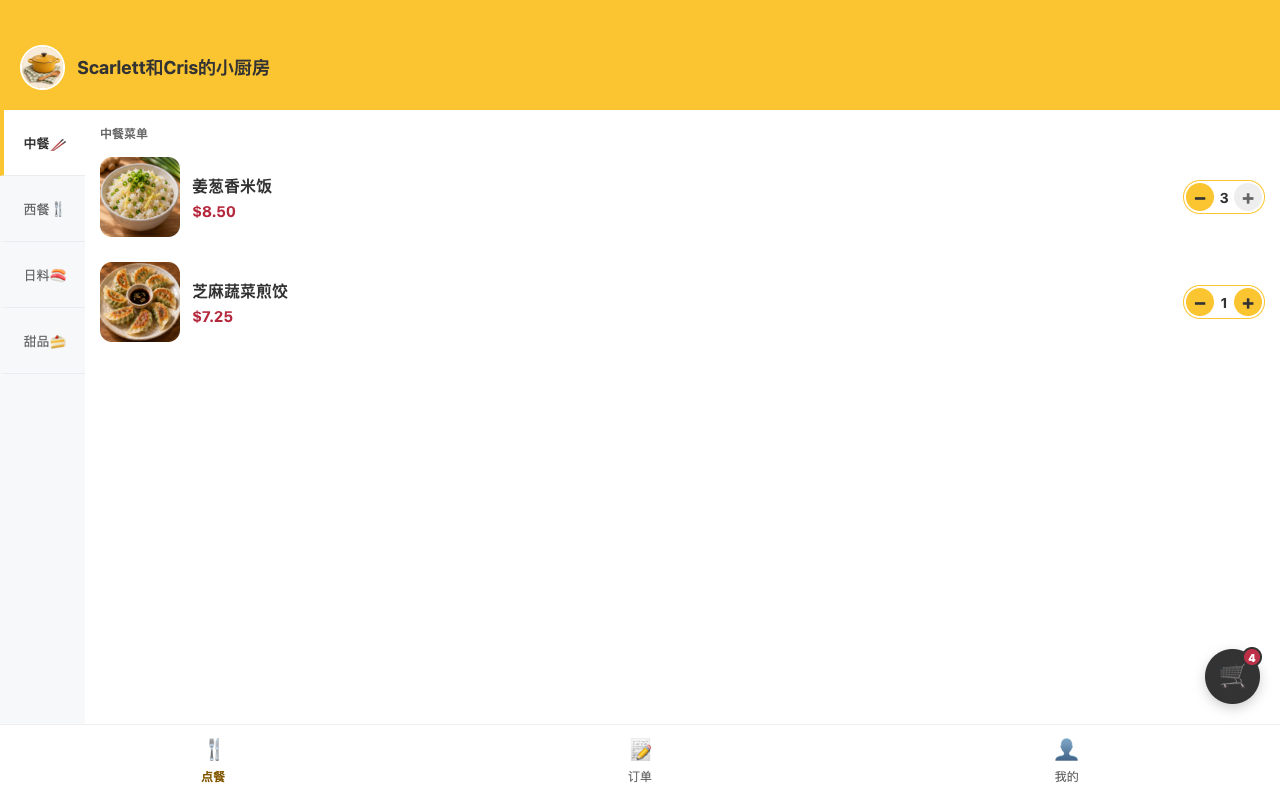 Scarlett和Cris的小厨房
中餐🥢
西餐🍴
日料🍣
甜品🍰
中餐菜单
姜葱香米饭
$8.50
− 3 +
芝麻蔬菜煎饺
$7.25
− 1 +
4
点餐
订单
我的